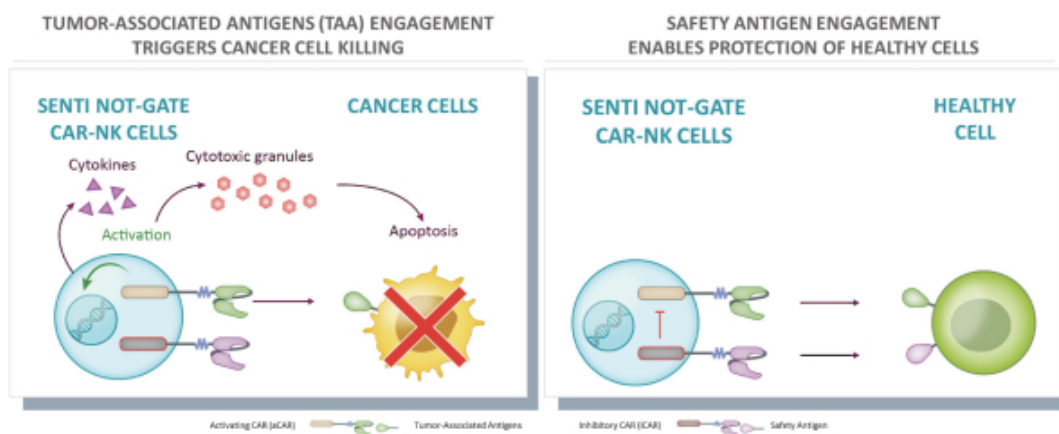 TUMOR-ASSOCIATED ANTIGENS (TAA) ENGAGEMENT
TRIGGERS CANCER CELL KILLING
SENTI NOT-GATE
CAR-NK CELLS
CANCER CELLS
Cytokines
Cytotoxic granules
Activation
Apoptosis
SAFETY ANTIGEN ENGAGEMENT
ENABLES PROTECTION OF HEALTHY CELLS
SENTI NOT-GATE
CAR-NK CELLS
HEALTHY
CELL
Activating CAR (aCAR)
Tumor-Associated Antigens
Inhibitory CAR (iCAR)
Safety Antigen